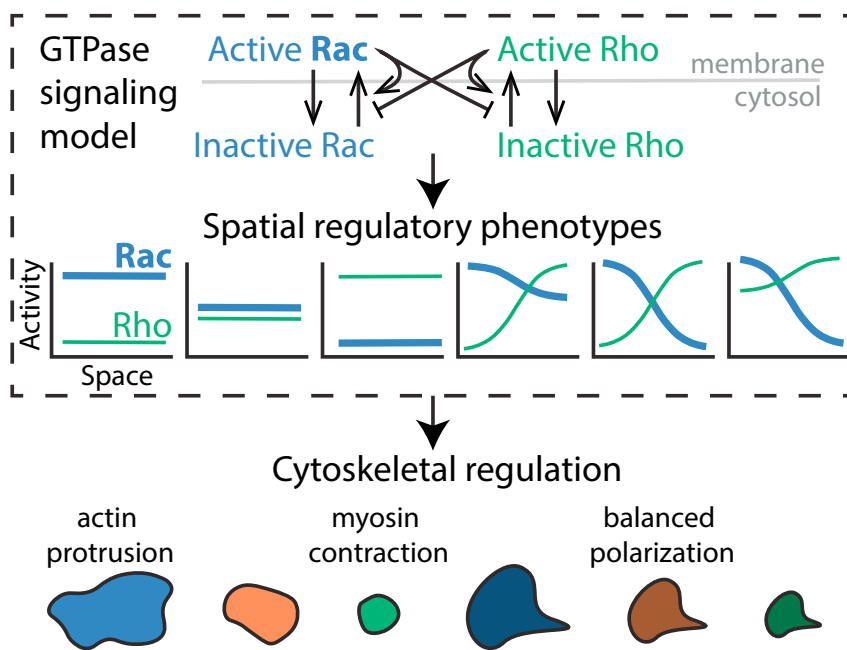 GTPase
signaling
model
Active Rac
Active Rho
membrane
cytosol
Inactive Rac
Inactive Rho
Spatial regulatory phenotypes
Activity
Rac
Rho
Space
Cytoskeletal regulation
actin
protrusion
myosin
contraction
balanced
polarization